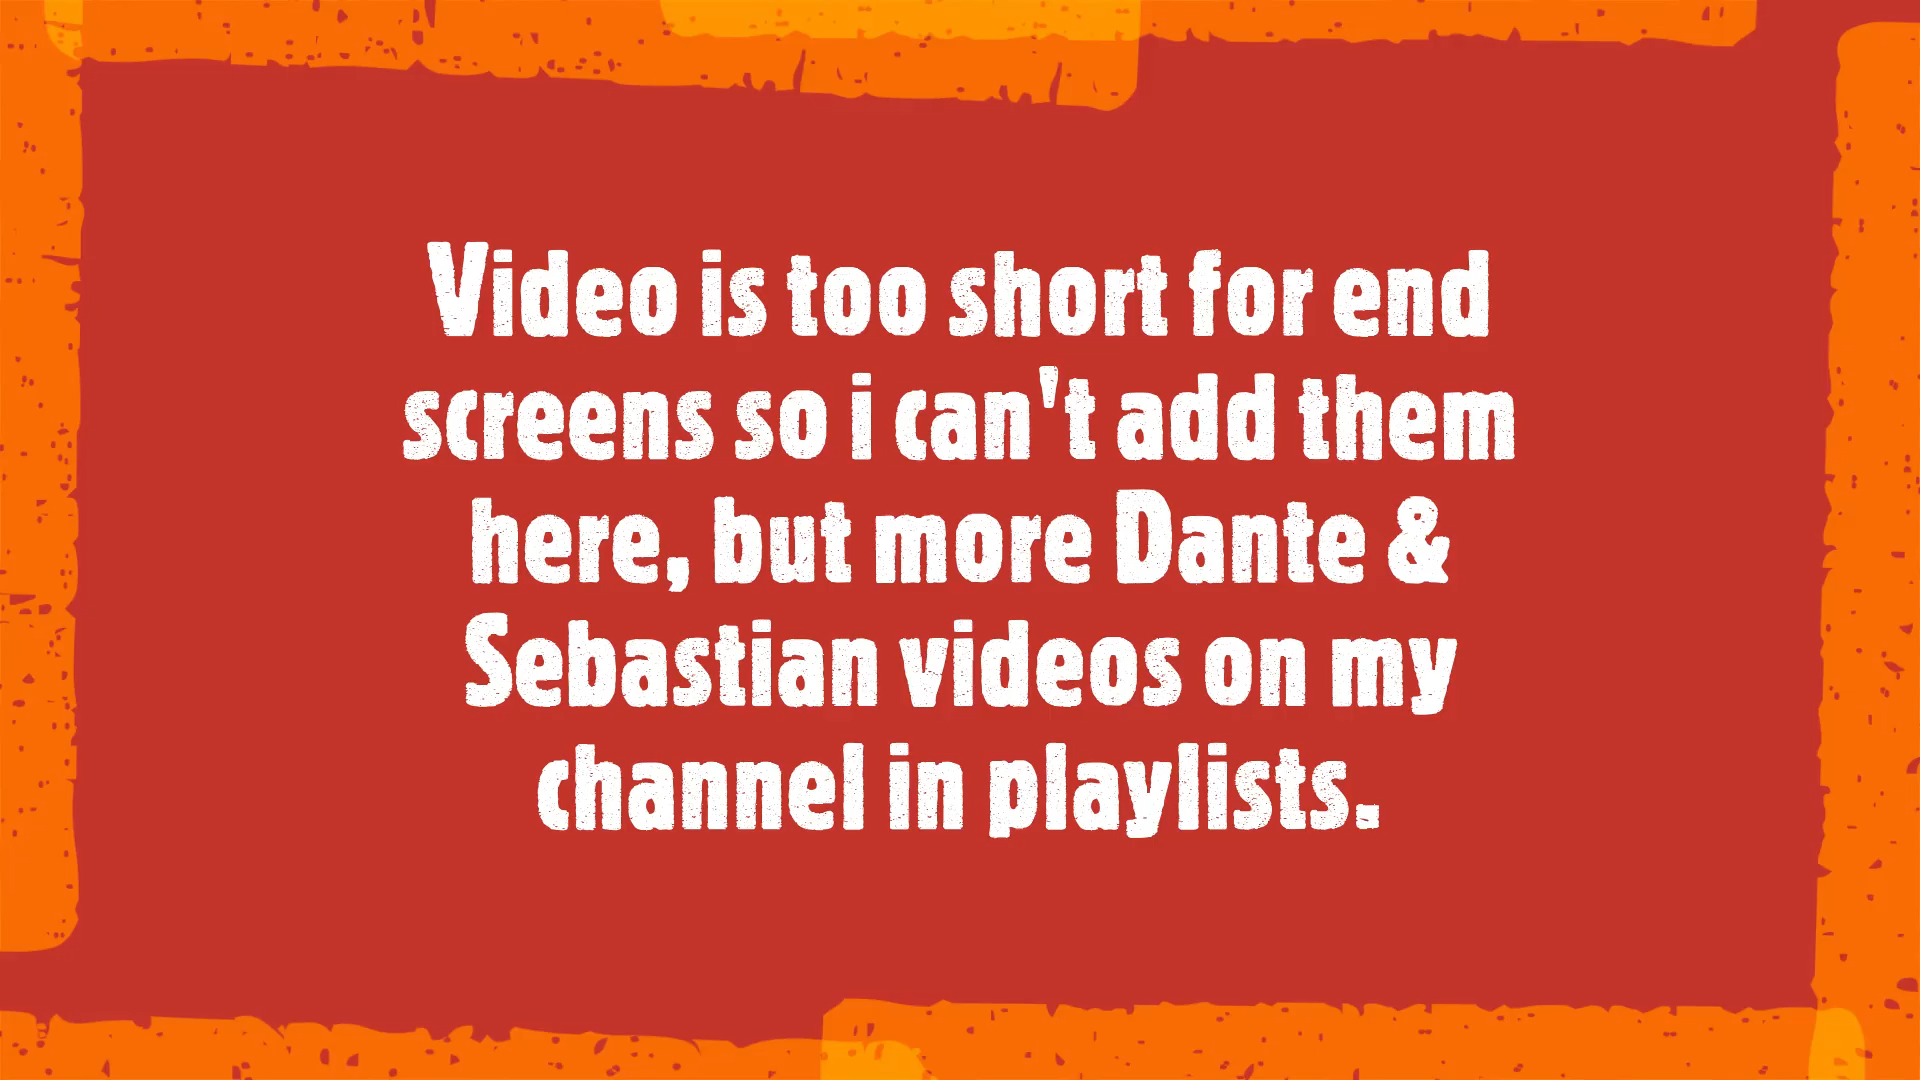 Video is too short for end
screens so i can't add them
here, but more Dante &
Sebastian videos on my
channel in playlists.